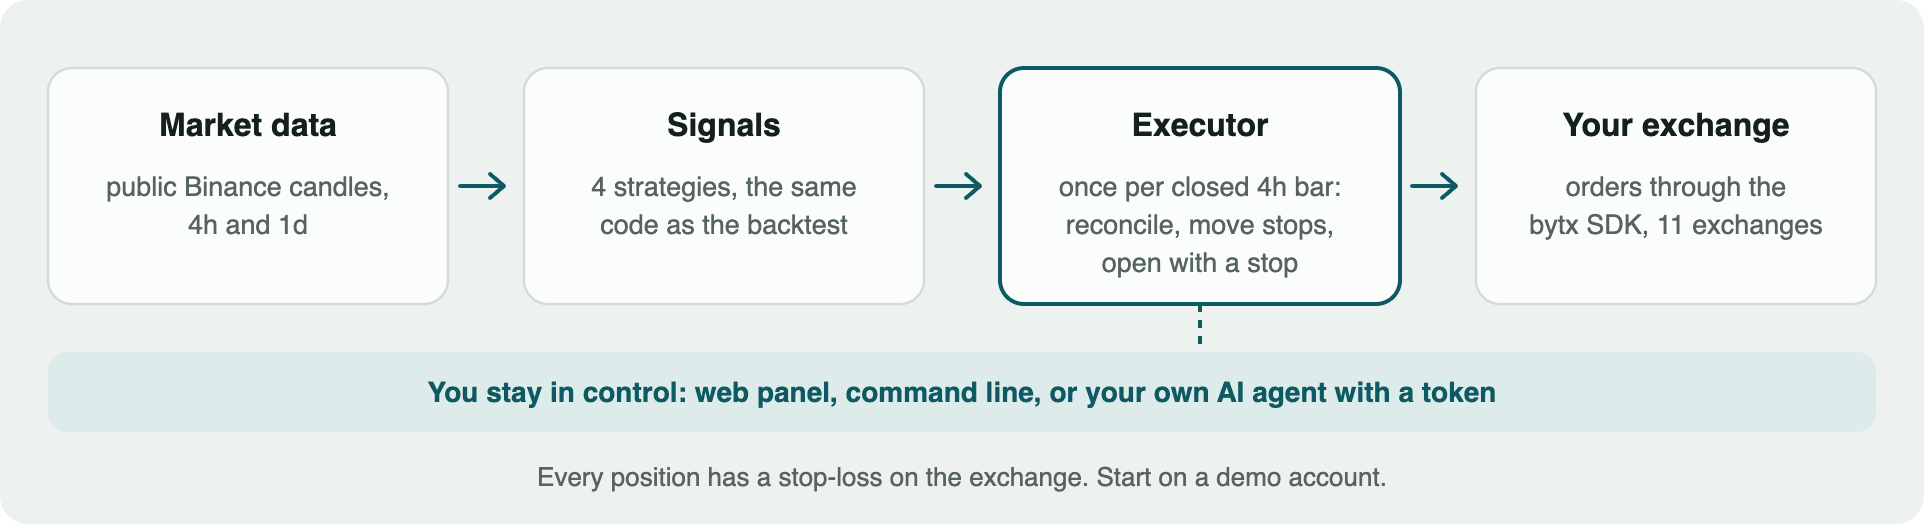 Market data
public Binance candles,
4h and 1d
Signals
4 strategies, the same
code as the backtest
Executor
once per closed 4h bar:
reconcile, move stops,
open with a stop
Your exchange
orders through the
bytx SDK, 11 exchanges
You stay in control: web panel, command line, or your own AI agent with a token
Every position has a stop-loss on the exchange. Start on a demo account.